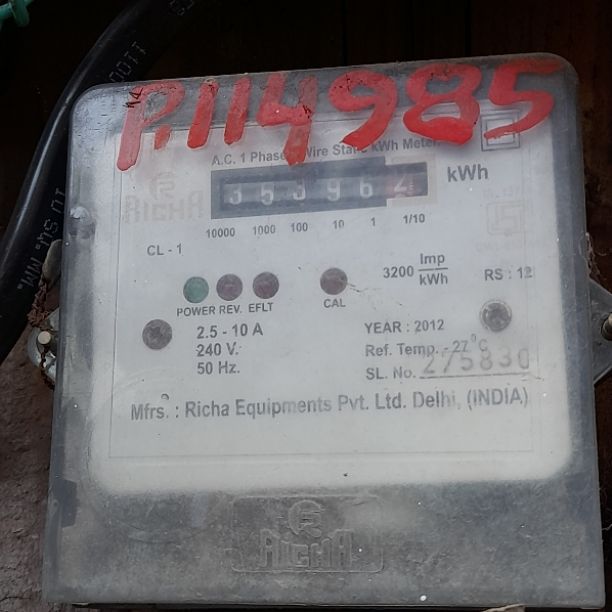 P.114985
A.C. 1 Phase 2 Wire Static kWh Meter
RICHA
35396
kWh
10000 1000 100 10 1 1/10
CL - 1
3200 Imp/kWh
RS : 12
POWER REV. EFLT
CAL
2.5 - 10 A
240 V.
50 Hz.
YEAR : 2012
Ref. Temp. - 27°C
SL. No. 275830
Mfrs. : Richa Equipments Pvt. Ltd. Delhi, (INDIA)
RICHA